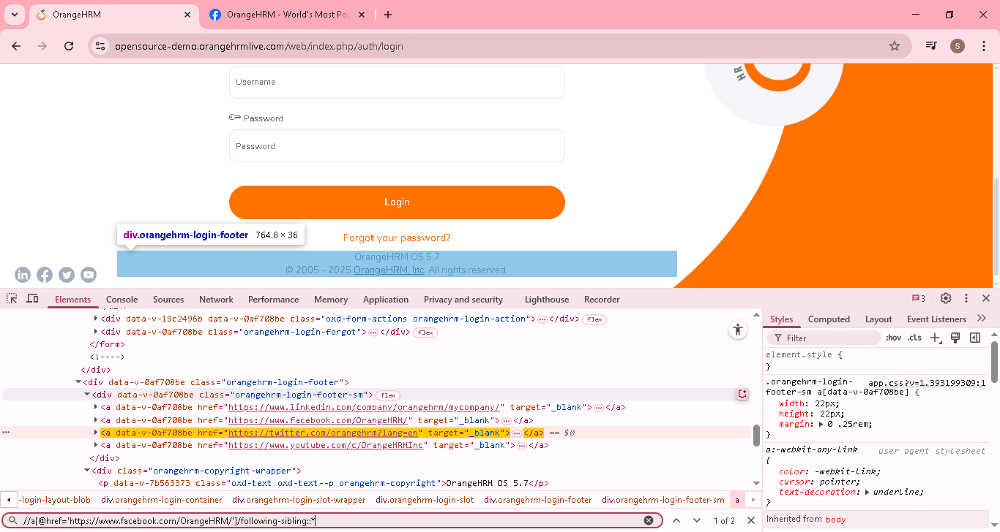 OrangeHRM
OrangeHRM - World's Most Po
opensource-demo.orangehrmlive.com/web/index.php/auth/login
S
Username
HR
Password
Password
Login
div.orangehrm-login-footer 764.8 × 36
Forgot your password?
OrangeHRM OS 5.7
© 2005 - 2025 OrangeHRM, Inc. All rights reserved.
Elements Console Sources Network Performance Memory Application Privacy and security Lighthouse Recorder 3
<div data-v-19c2496b data-v-0af708be class="oxd-form-actions orangehrm-login-action"> … </div> flex
<div data-v-0af708be class="orangehrm-login-forgot"> … </div> flex
</form>
<!---->
</div>
<div data-v-0af708be class="orangehrm-login-footer">
<div data-v-0af708be class="orangehrm-login-footer-sm"> flex
<a data-v-0af708be href="https://www.linkedin.com/company/orangehrm/mycompany/" target="_blank"> … </a>
<a data-v-0af708be href="https://www.facebook.com/OrangeHRM/" target="_blank"> … </a>
<a data-v-0af708be href="https://twitter.com/orangehrm?lang=en" target="_blank"> … </a> == $0
<a data-v-0af708be href="https://www.youtube.com/c/OrangeHRMInc" target="_blank"> … </a>
</div>
<div class="orangehrm-copyright-wrapper">
<p data-v-7b563373 class="oxd-text oxd-text--p orangehrm-copyright">OrangeHRM OS 5.7</p>
-login-layout-blob div.orangehrm-login-container div.orangehrm-login-slot-wrapper div.orangehrm-login-slot div.orangehrm-login-footer div.orangehrm-login-footer-sm a
//a[@href='https://www.facebook.com/OrangeHRM/']/following-sibling::*
1 of 2
Styles Computed Layout Event Listeners
Filter :hov .cls
element.style {
}
.orangehrm-login- app.css?v=1…393199309:1
footer-sm a[data-v-0af708be] {
width: 22px;
height: 22px;
margin: 0 .25rem;
}
a:-webkit-any-link user agent stylesheet
{
color: -webkit-link;
cursor: pointer;
text-decoration: underline;
}
Inherited from body